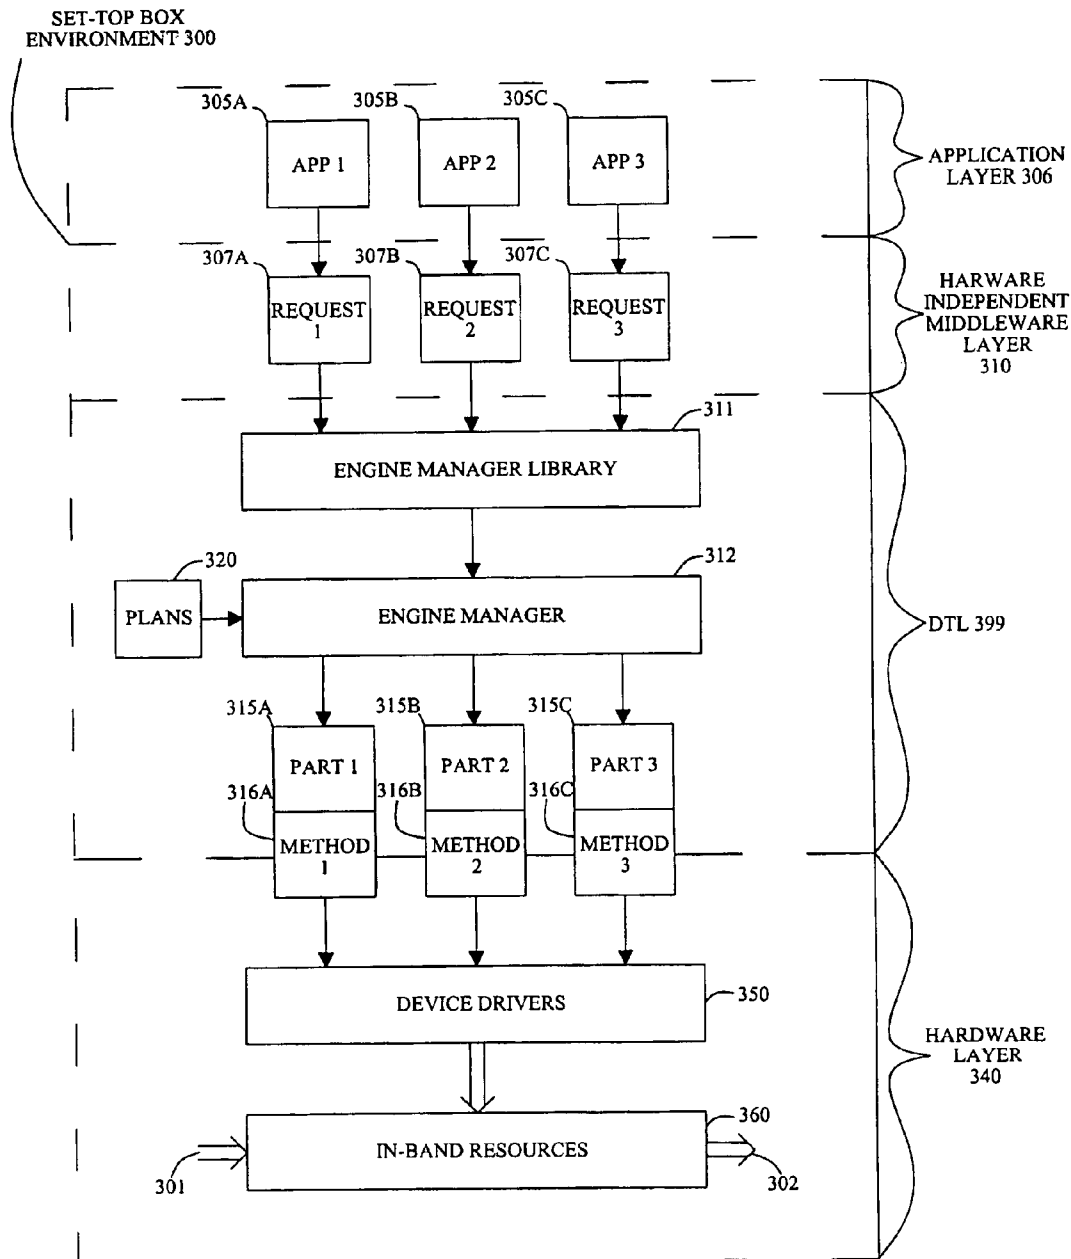 SET-TOP BOX
ENVIRONMENT 300
305A
305B
305C
APP 1
APP 2
APP 3
APPLICATION
LAYER 306
307A
307B
307C
REQUEST
1
REQUEST
2
REQUEST
3
HARWARE
INDEPENDENT
MIDDLEWARE
LAYER
310
311
ENGINE MANAGER LIBRARY
320
312
PLANS
ENGINE MANAGER
DTL 399
315A
315B
315C
PART 1
PART 2
PART 3
316A
316B
316C
METHOD
1
METHOD
2
METHOD
3
DEVICE DRIVERS
350
HARDWARE
LAYER
340
360
IN-BAND RESOURCES
301
302